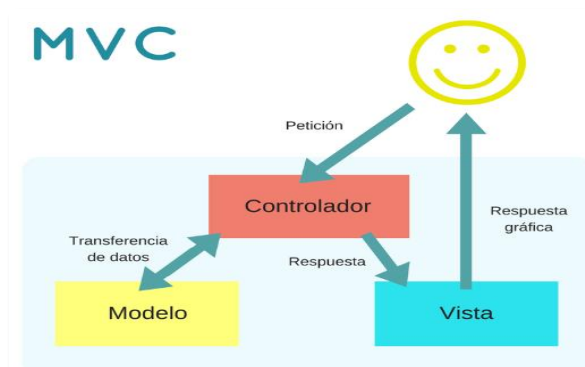 MVC
Petición
Controlador
Transferencia
de datos
Respuesta
Respuesta
gráfica
Modelo
Vista